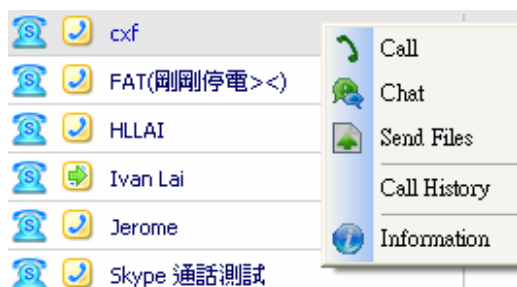 cxf
FAT(剛剛停電><)
HLLAI
Ivan Lai
Jerome
Skype 通話測試
Call
Chat
Send Files
Call History
Information